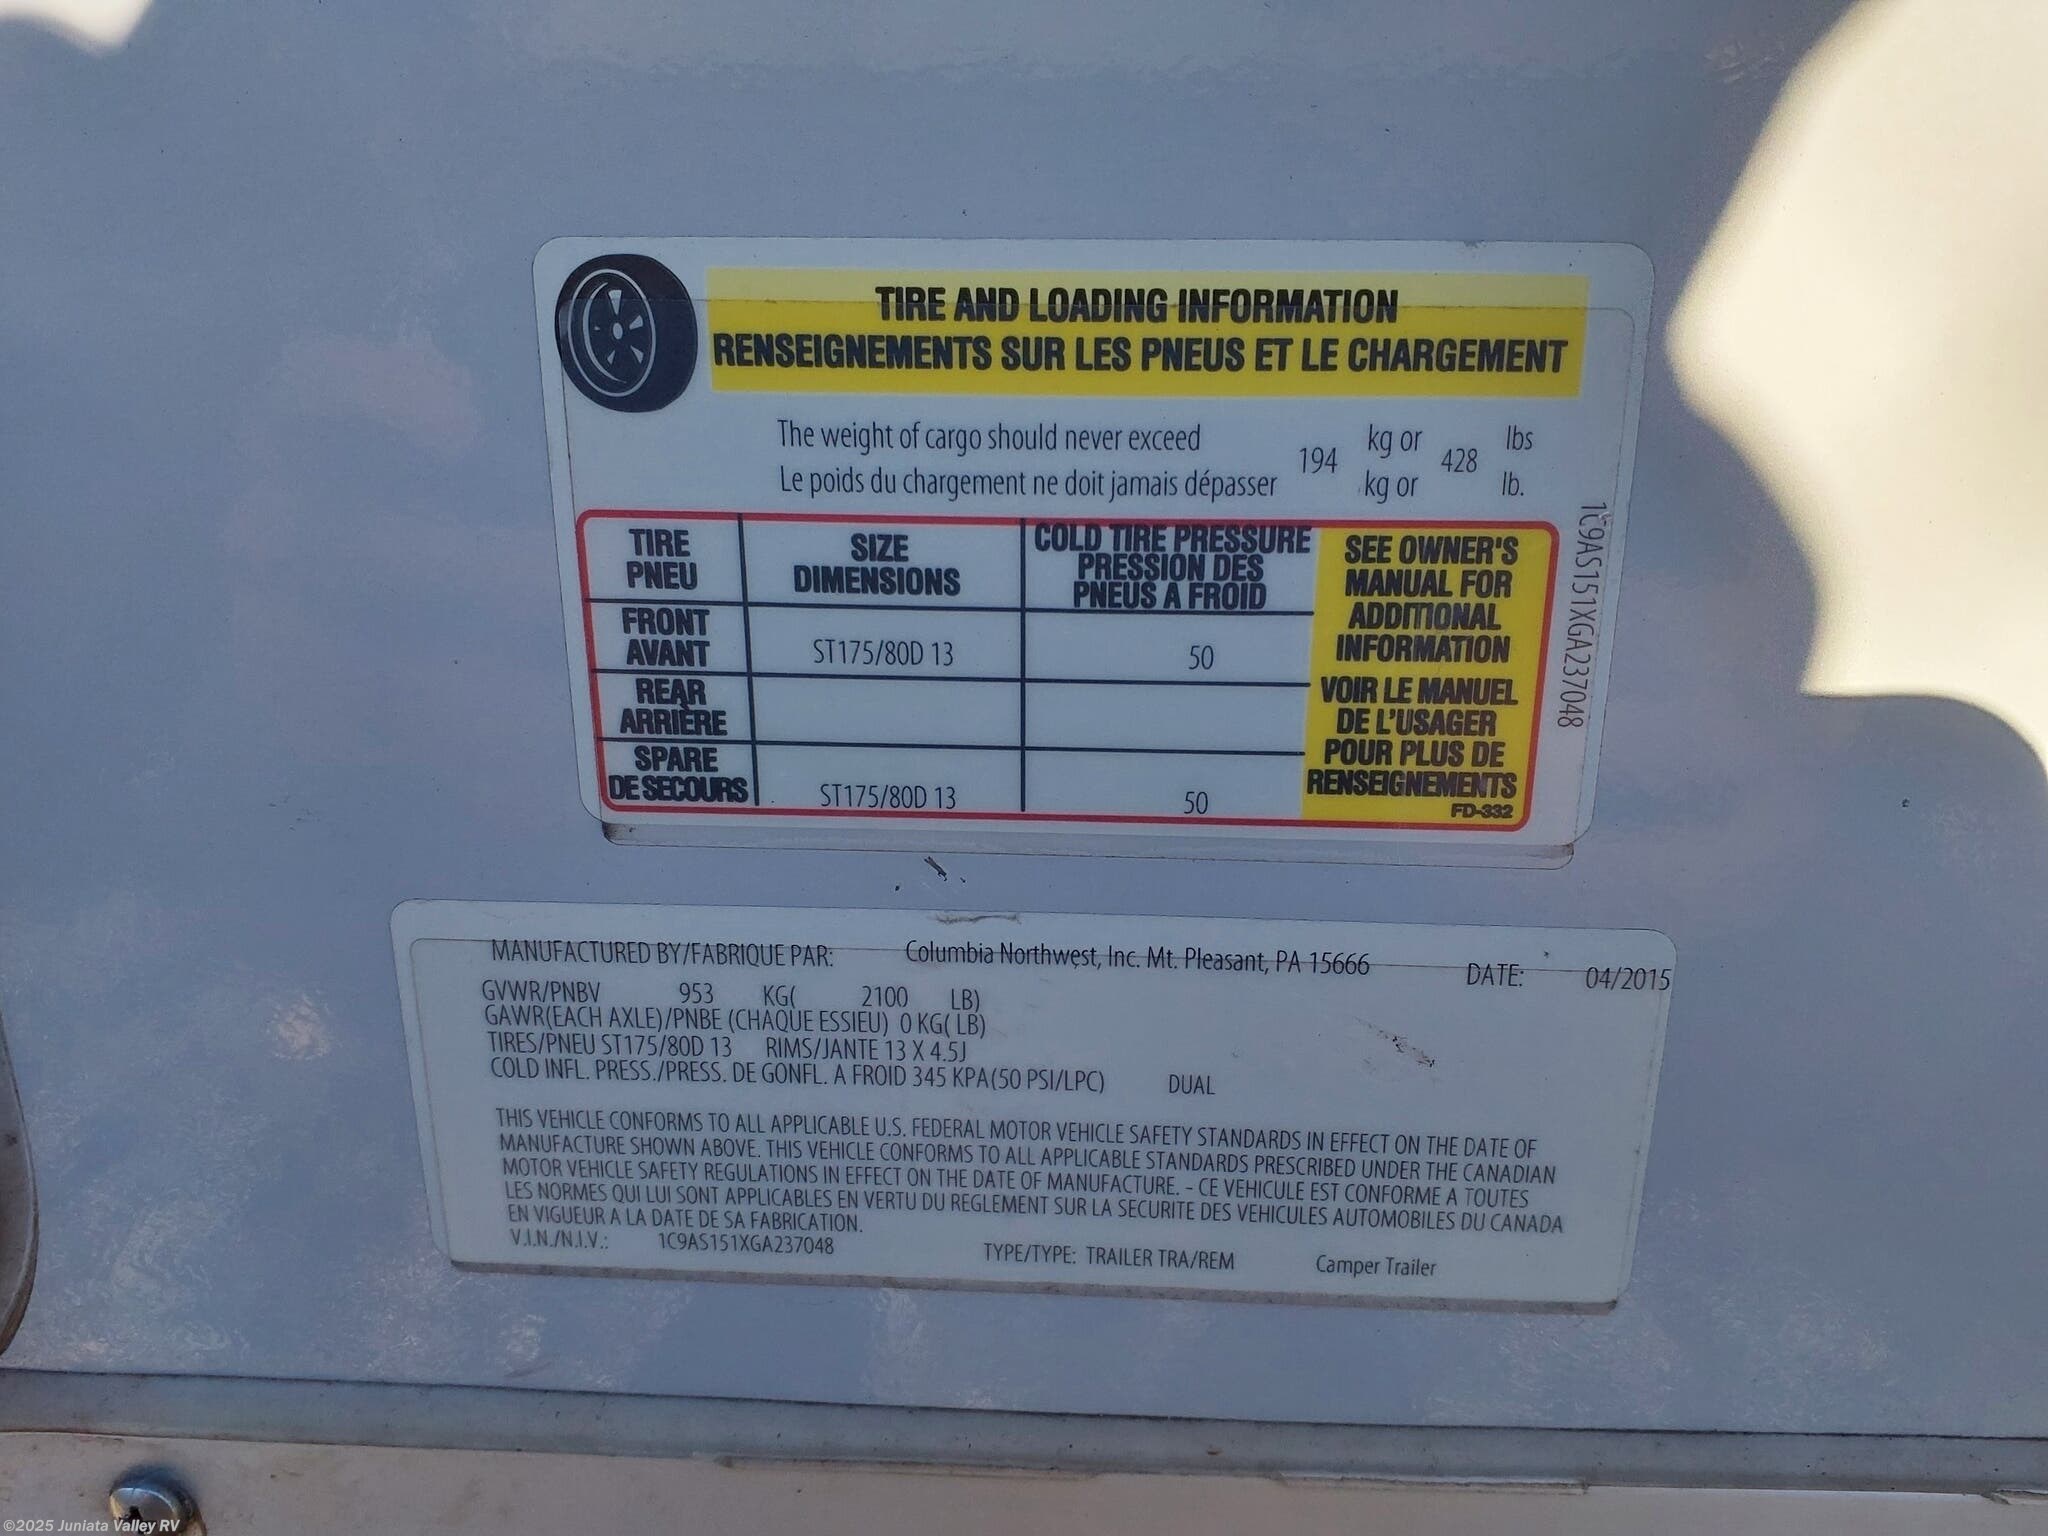 TIRE AND LOADING INFORMATION
RENSEIGNEMENTS SUR LES PNEUS ET LE CHARGEMENT
The weight of cargo should never exceed 194 kg or 428 lbs
Le poids du chargement ne doit jamais dépasser kg or lb.
TIRE PNEU SIZE DIMENSIONS COLD TIRE PRESSURE PRESSION DES PNEUS A FROID
FRONT AVANT ST175/80D 13 50
REAR ARRIÈRE
SPARE DE SECOURS ST175/80D 13 50
SEE OWNER'S
MANUAL FOR
ADDITIONAL
INFORMATION
VOIR LE MANUEL
DE L'USAGER
POUR PLUS DE
RENSEIGNEMENTS
FD-332
1C9AS151XGA237048
MANUFACTURED BY/FABRIQUE PAR: Columbia Northwest, Inc. Mt. Pleasant, PA 15666 DATE: 04/2015
GVWR/PNBV 953 KG( 2100 LB)
GAWR(EACH AXLE)/PNBE (CHAQUE ESSIEU) 0 KG( LB)
TIRES/PNEU ST175/80D 13 RIMS/JANTE 13 X 4.5J
COLD INFL. PRESS./PRESS. DE GONFL. A FROID 345 KPA(50 PSI/LPC) DUAL
THIS VEHICLE CONFORMS TO ALL APPLICABLE U.S. FEDERAL MOTOR VEHICLE SAFETY STANDARDS IN EFFECT ON THE DATE OF
MANUFACTURE SHOWN ABOVE. THIS VEHICLE CONFORMS TO ALL APPLICABLE STANDARDS PRESCRIBED UNDER THE CANADIAN
MOTOR VEHICLE SAFETY REGULATIONS IN EFFECT ON THE DATE OF MANUFACTURE. - CE VEHICULE EST CONFORME A TOUTES
LES NORMES QUI LUI SONT APPLICABLES EN VERTU DU REGLEMENT SUR LA SECURITE DES VEHICULES AUTOMOBILES DU CANADA
EN VIGUEUR A LA DATE DE SA FABRICATION.
V.I.N./N.I.V.: 1C9AS151XGA237048 TYPE/TYPE: TRAILER TRA/REM Camper Trailer
©2025 Juniata Valley RV